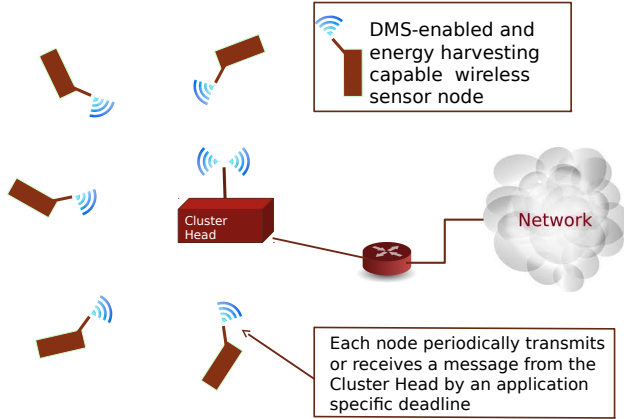 DMS-enabled and
energy harvesting
capable wireless
sensor node
Cluster
Head
Network
Each node periodically transmits
or receives a message from the
Cluster Head by an application
specific deadline